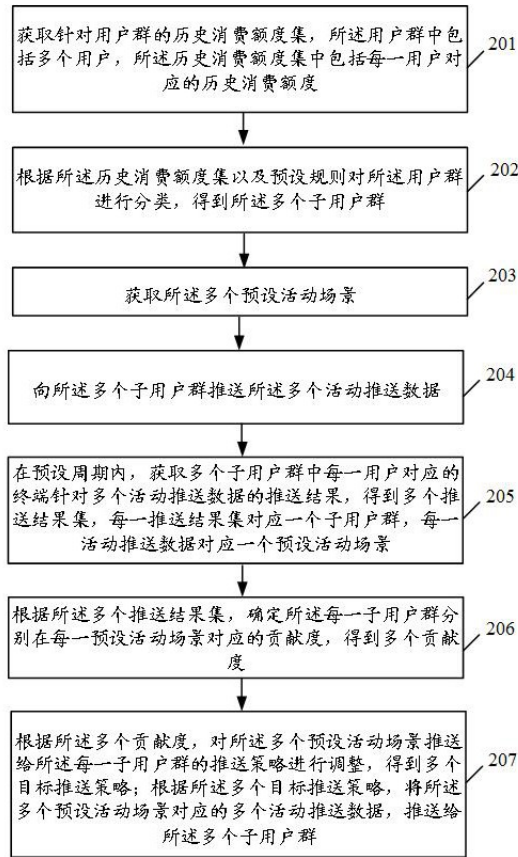 获取针对用户群的历史消费额度集，所述用户群中
包括多个用户，所述历史消费额度集中包括每一用户对
应的历史消费额度
201
根据所述历史消费额度集以及预设规则对所述用户群
进行分类，得到所述多个子用户群
202
获取所述多个预设活动场景
203
向所述多个子用户群推送所述多个活动推送数据
204
在预设周期内，获取多个子用户群中每一用户对应的
终端针对多个活动推送数据的推送结果，得到多个推
送结果集，每一推送结果集对应一个子用户群，每一
活动推送数据对应一个预设活动场景
205
根据所述多个推送结果集，确定所述每一子用户群分
别在每一预设活动场景对应的贡献度，得到多个贡献
度
206
根据所述多个贡献度，对所述多个预设活动场景推送
给所述每一子用户群的推送策略进行调整，得到多个
目标推送策略；根据所述多个目标推送策略，将所述
多个预设活动场景对应的多个活动推送数据，推送给
所述多个子用户群
207